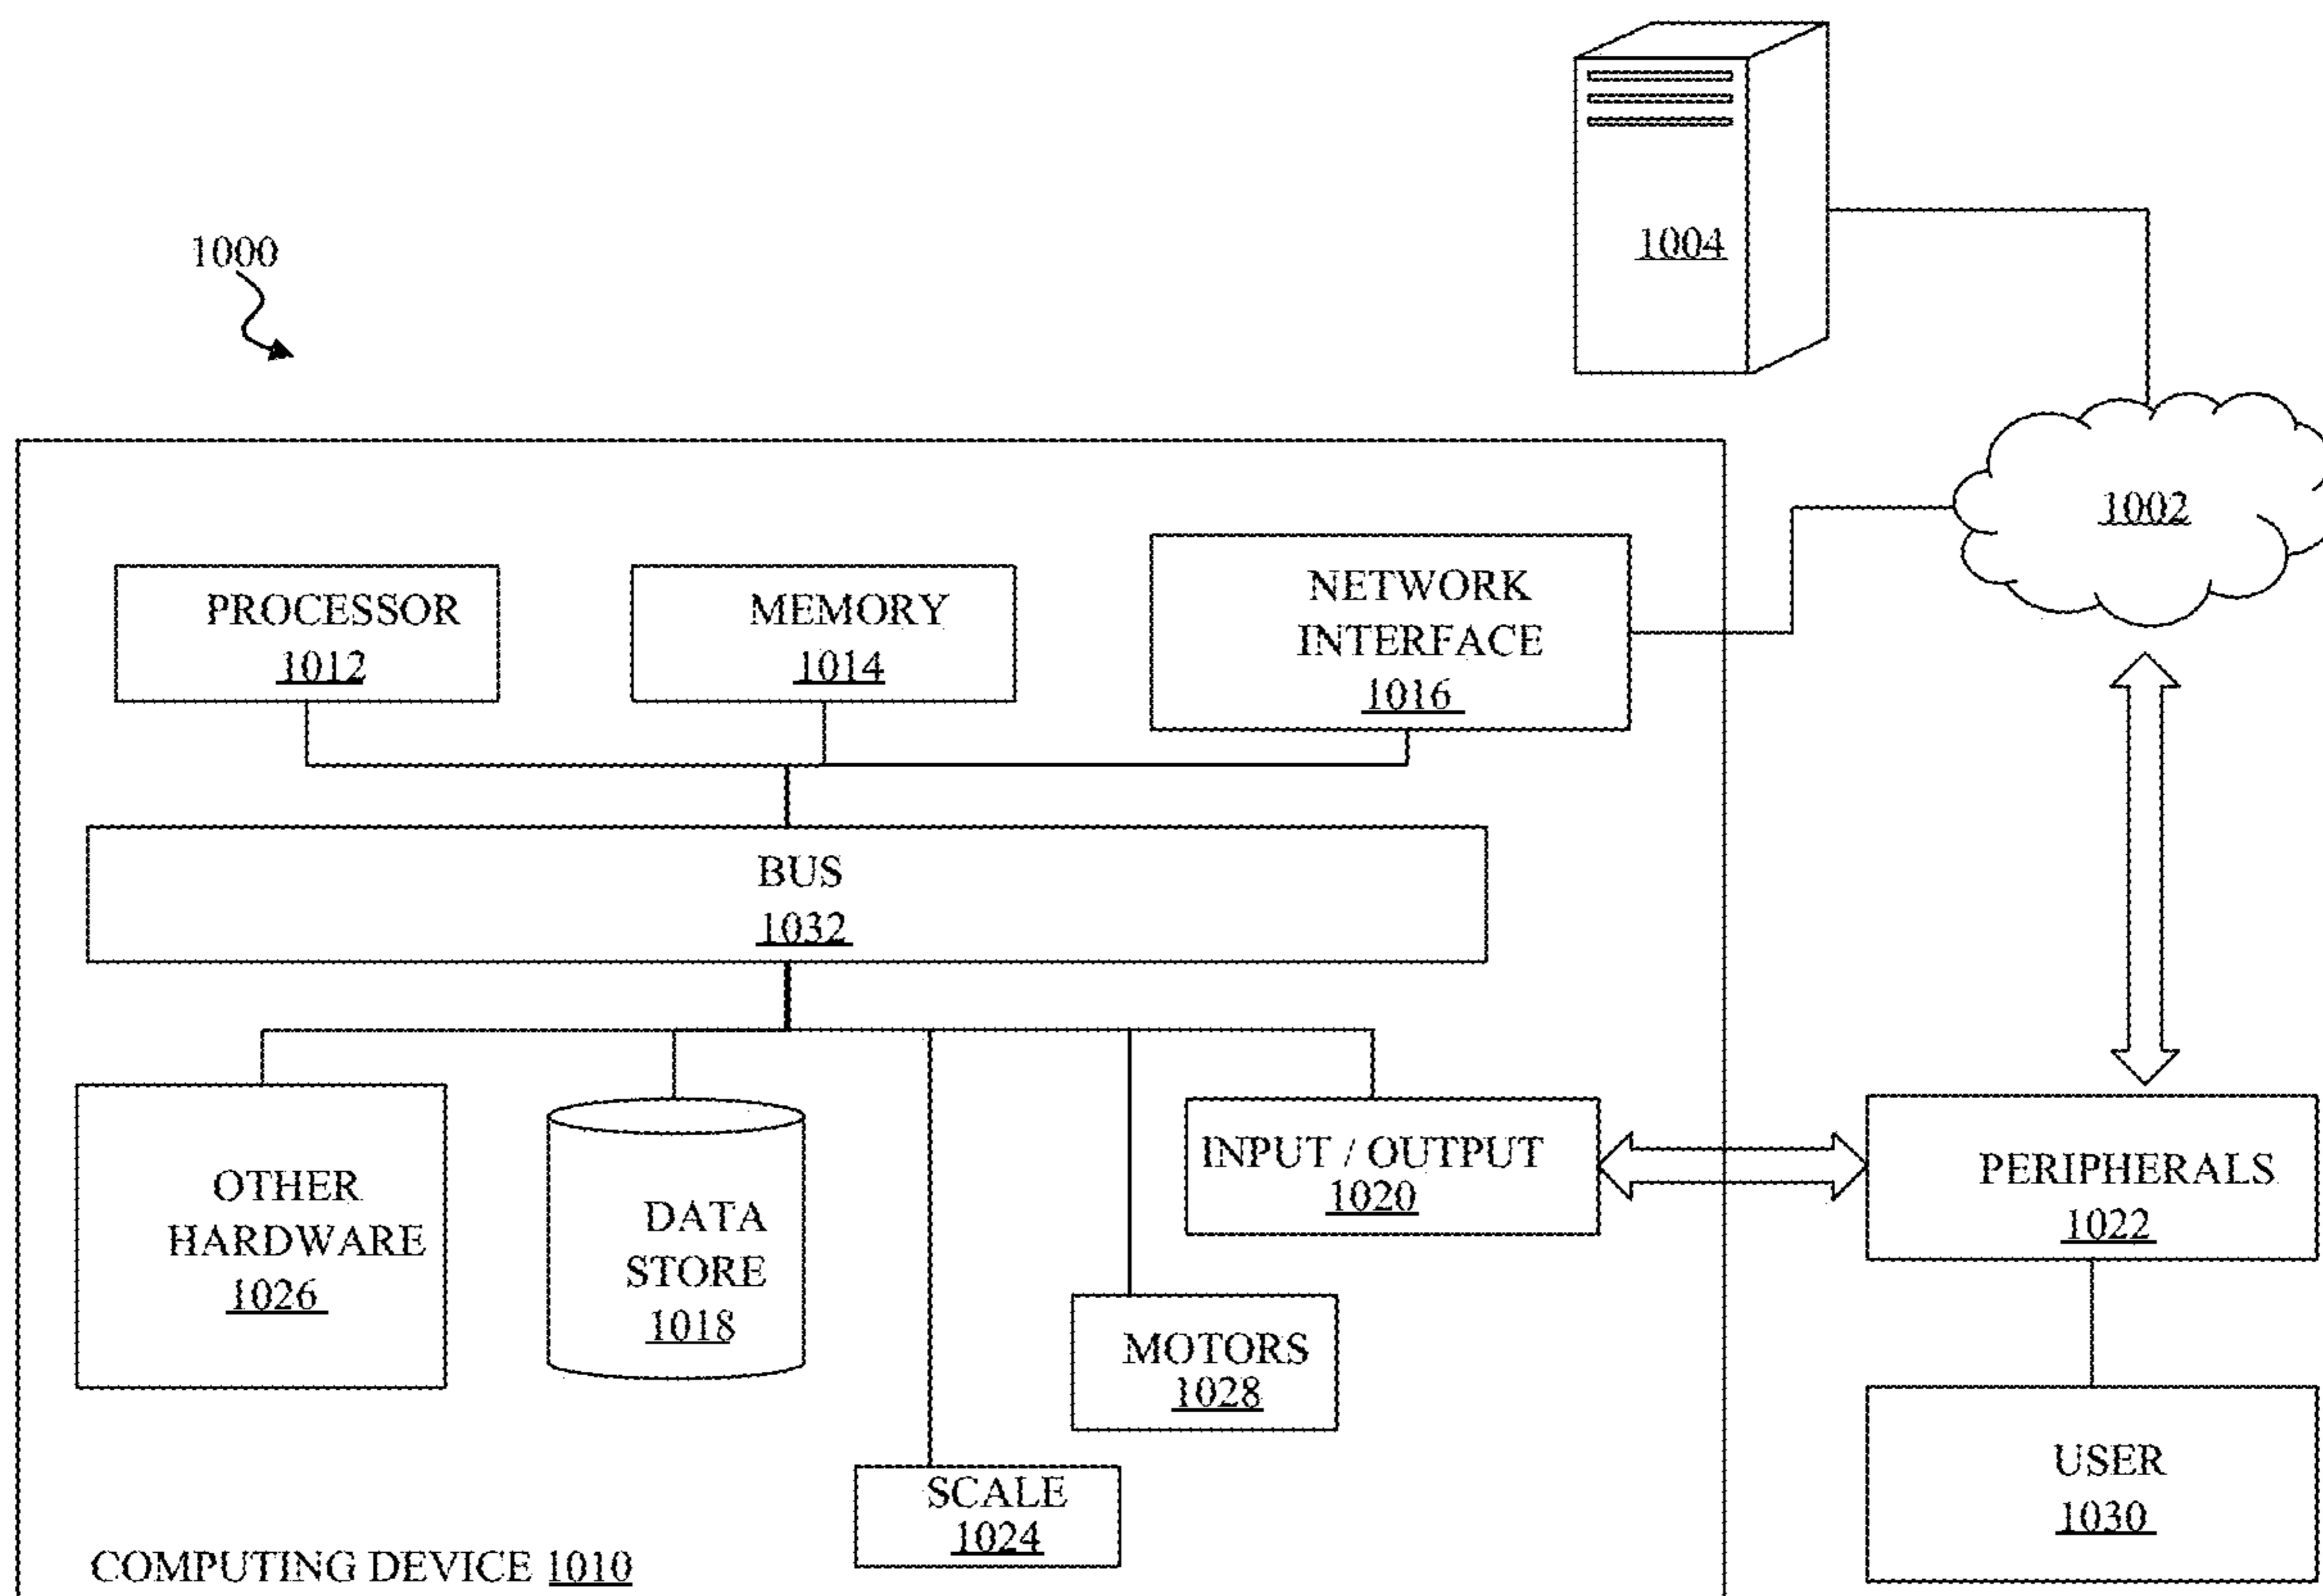 1004
1000
1002
PROCESSOR
1012
MEMORY
1014
NETWORK
INTERFACE
1016
BUS
1032
OTHER
HARDWARE
1026
DATA
STORE
1018
INPUT / OUTPUT
1020
PERIPHERALS
1022
MOTORS
1028
SCALE
1024
USER
1030
COMPUTING DEVICE 1010